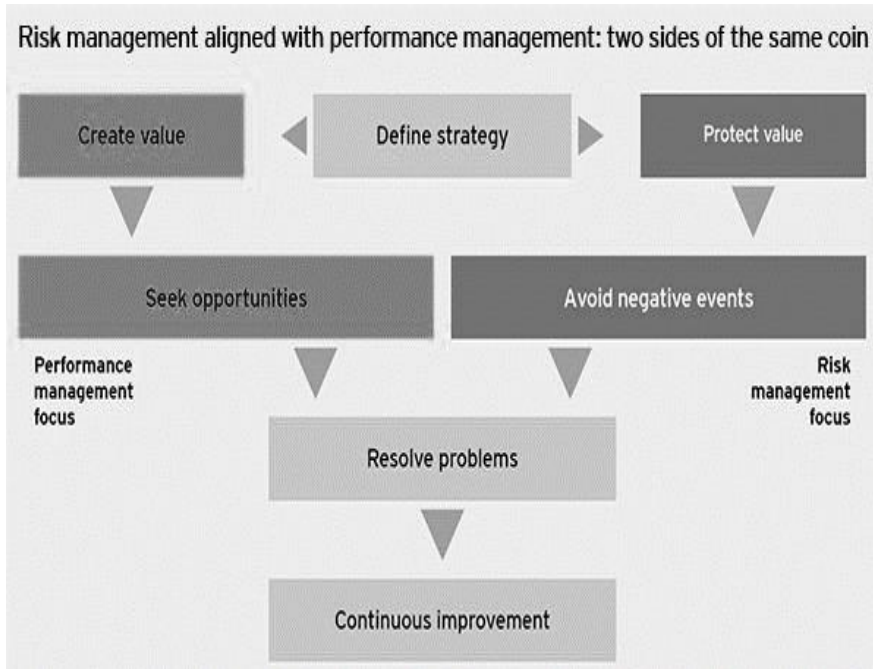 Risk management aligned with performance management: two sides of the same coin
Create value
Define strategy
Protect value
Seek opportunities
Avoid negative events
Performance
management
focus
Risk
management
focus
Resolve problems
Continuous improvement